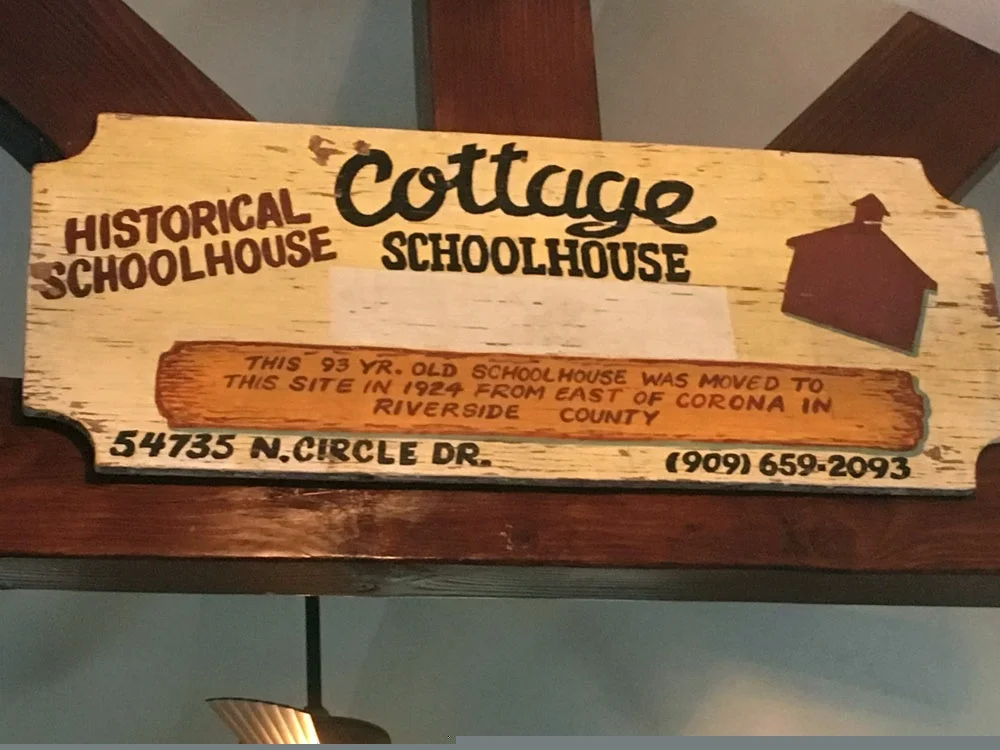 Cottage
SCHOOLHOUSE
HISTORICAL
SCHOOLHOUSE
THIS 93 YR. OLD SCHOOLHOUSE WAS MOVED TO
THIS SITE IN 1924 FROM EAST OF CORONA IN
RIVERSIDE COUNTY
54735 N. CIRCLE DR.
(909) 659-2093